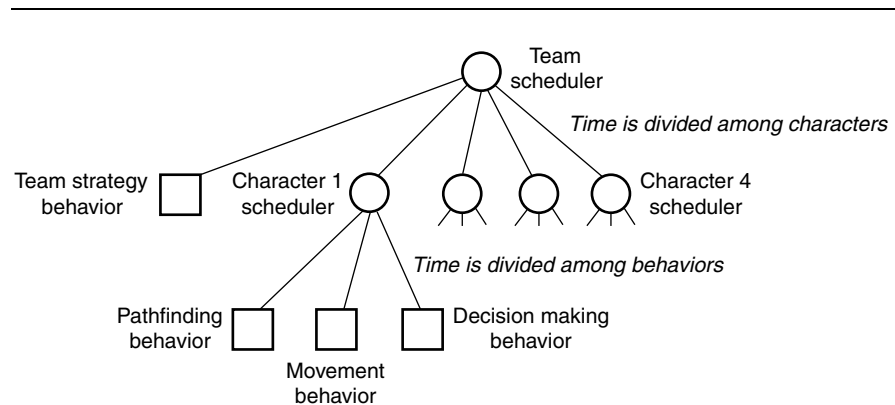 Team
scheduler
Time is divided among characters
Team strategy
behavior
Character 1
scheduler
Character 4
scheduler
Time is divided among behaviors
Pathfinding
behavior
Movement
behavior
Decision making
behavior